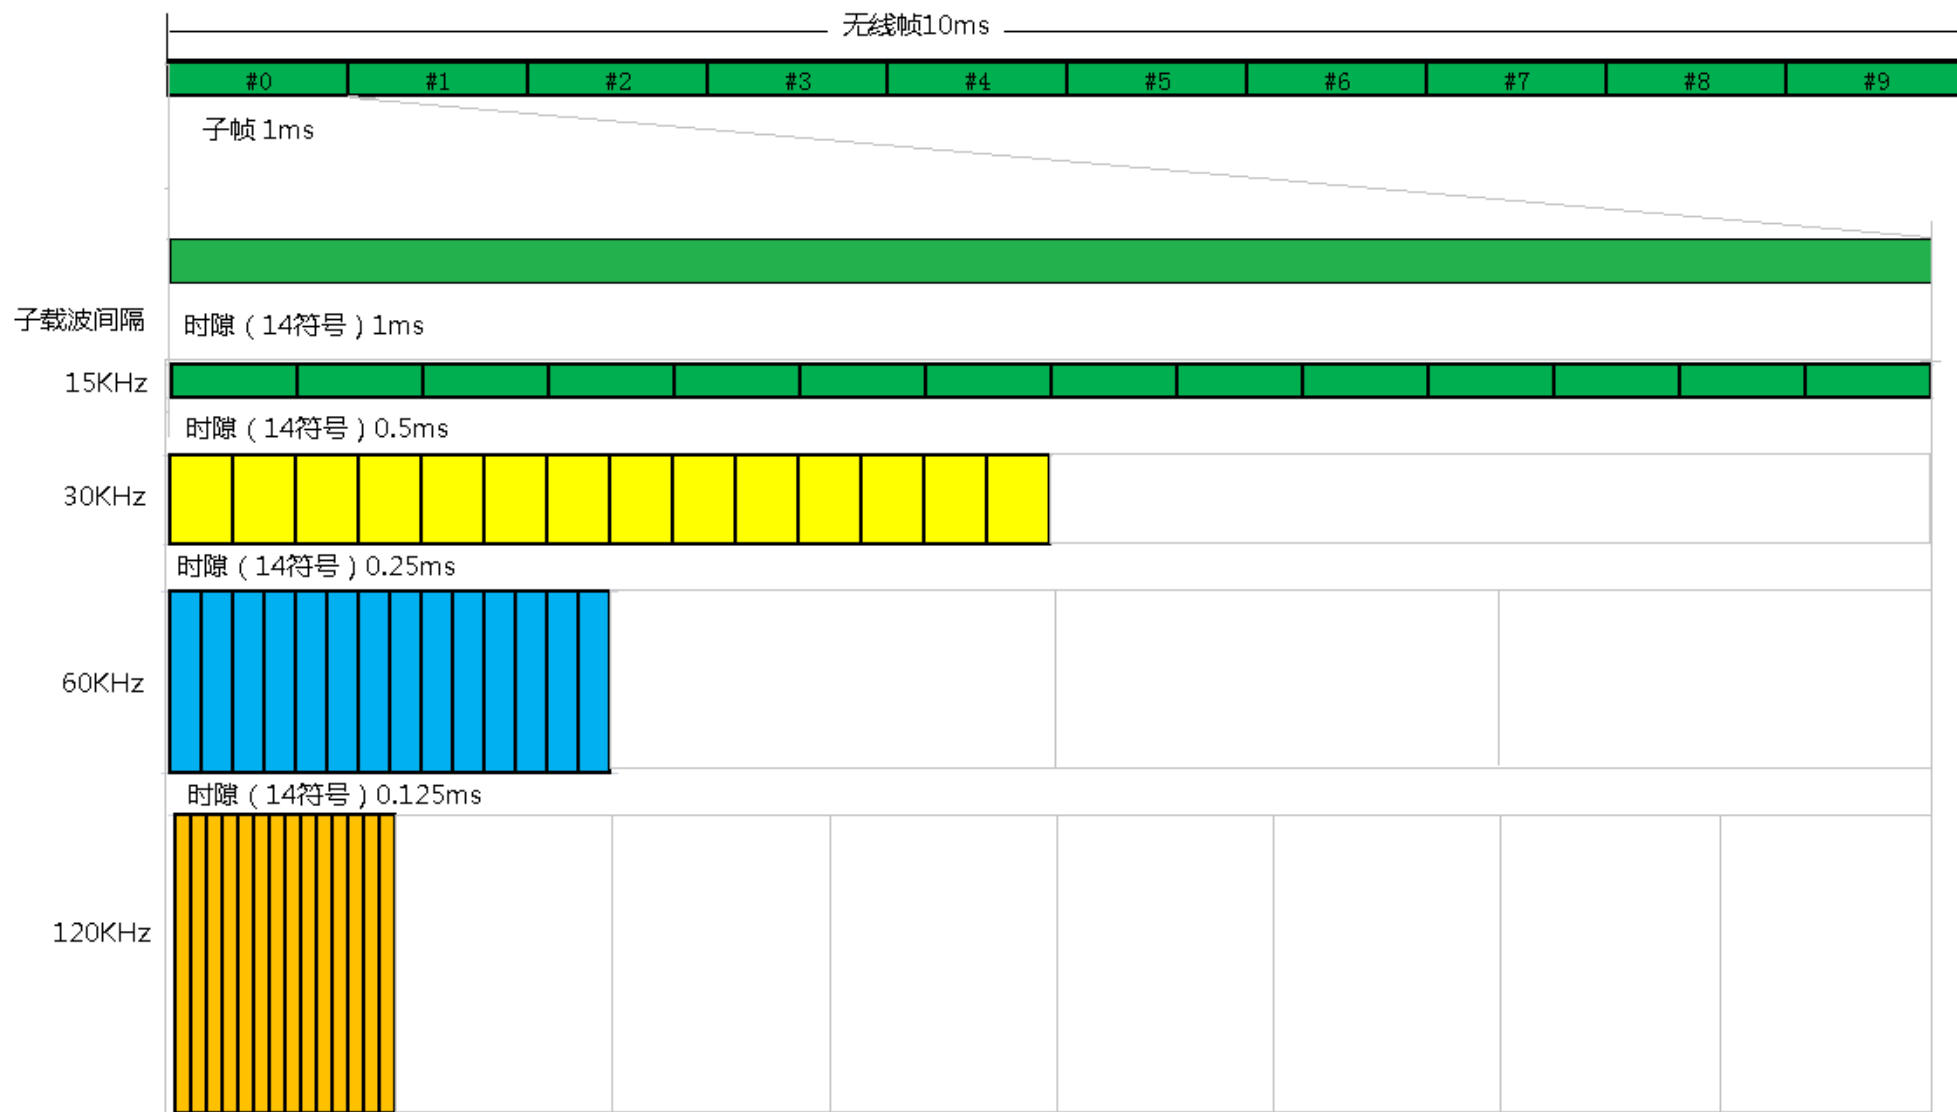 无线帧10ms
#0 #1 #2 #3 #4 #5 #6 #7 #8 #9
子帧 1ms
子载波间隔
时隙（14符号）1ms
15KHz
时隙（14符号）0.5ms
30KHz
时隙（14符号）0.25ms
60KHz
时隙（14符号）0.125ms
120KHz